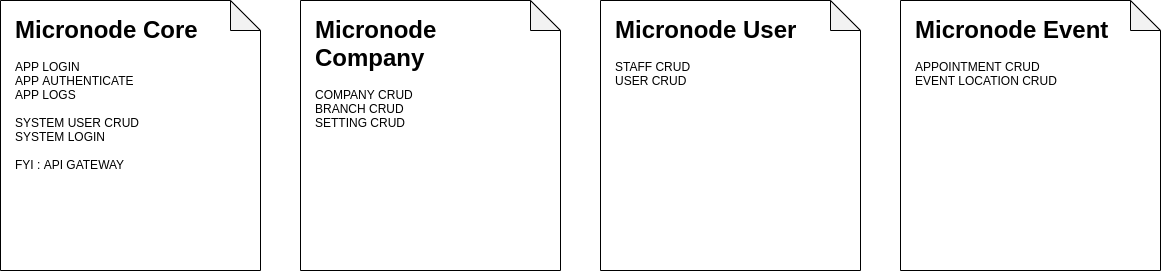 Micronode Core
APP LOGIN
APP AUTHENTICATE
APP LOGS
SYSTEM USER CRUD
SYSTEM LOGIN
FYI : API GATEWAY
Micronode
Company
COMPANY CRUD
BRANCH CRUD
SETTING CRUD
Micronode User
STAFF CRUD
USER CRUD
Micronode Event
APPOINTMENT CRUD
EVENT LOCATION CRUD